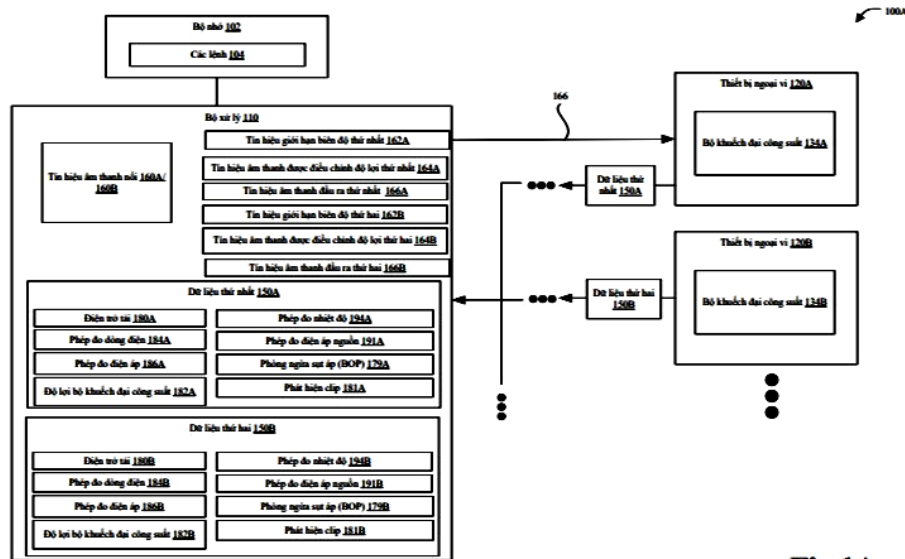 100A
Bộ nhớ 102
Các lệnh 104
Bộ xử lý 110
Tín hiệu âm thanh nối 160A/
160B
Tín hiệu giới hạn biên độ thứ nhất 162A
Tín hiệu âm thanh được điều chỉnh độ lợi thứ nhất 164A
Tín hiệu âm thanh đầu ra thứ nhất 166A
Tín hiệu giới hạn biên độ thứ hai 162B
Tín hiệu âm thanh được điều chỉnh độ lợi thứ hai 164B
Tín hiệu âm thanh đầu ra thứ hai 166B
166
Thiết bị ngoại vi 120A
Bộ khuếch đại công suất 134A
Dữ liệu thứ
nhất 150A
Thiết bị ngoại vi 120B
Bộ khuếch đại công suất 134B
Dữ liệu thứ hai
150B
Dữ liệu thứ nhất 150A
Điện trở tải 180A
Phép đo dòng điện 184A
Phép đo điện áp 186A
Độ lợi bộ khuếch đại công suất 182A
Phép đo nhiệt độ 194A
Phép đo điện áp nguồn 191A
Phòng ngừa sụt áp (BOP) 179A
Phát hiện clip 181A
Dữ liệu thứ hai 150B
Điện trở tải 180B
Phép đo dòng điện 184B
Phép đo điện áp 186B
Độ lợi bộ khuếch đại công suất 182B
Phép đo nhiệt độ 194B
Phép đo điện áp nguồn 191B
Phòng ngừa sụt áp (BOP) 179B
Phát hiện clip 181B